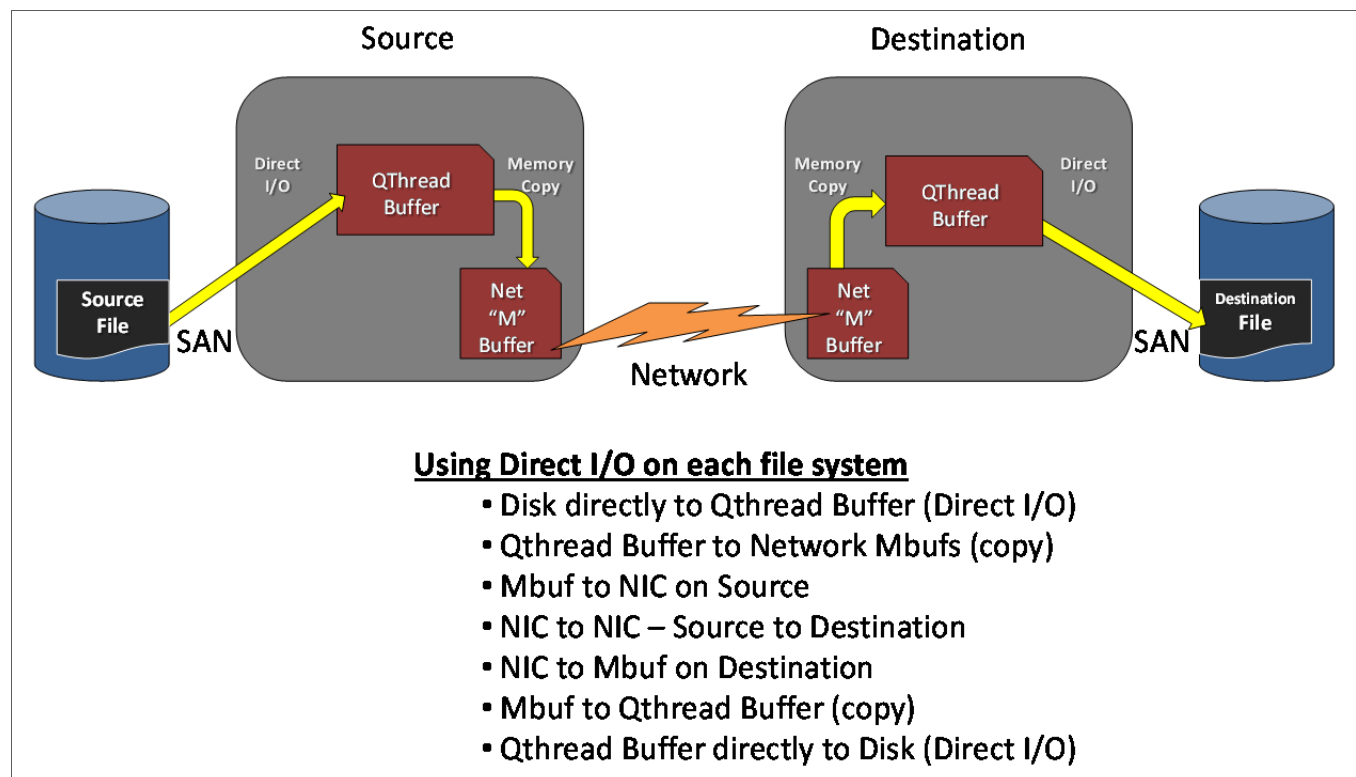 Source
Destination
Direct
I/O
QThread
Buffer
Memory
Copy
Memory
Copy
QThread
Buffer
Direct
I/O
Source
File
SAN
Net
“M”
Buffer
Network
Net
“M”
Buffer
SAN
Destination
File
Using Direct I/O on each file system
▪ Disk directly to Qthread Buffer (Direct I/O)
▪ Qthread Buffer to Network Mbufs (copy)
▪ Mbuf to NIC on Source
▪ NIC to NIC – Source to Destination
▪ NIC to Mbuf on Destination
▪ Mbuf to Qthread Buffer (copy)
▪ Qthread Buffer directly to Disk (Direct I/O)